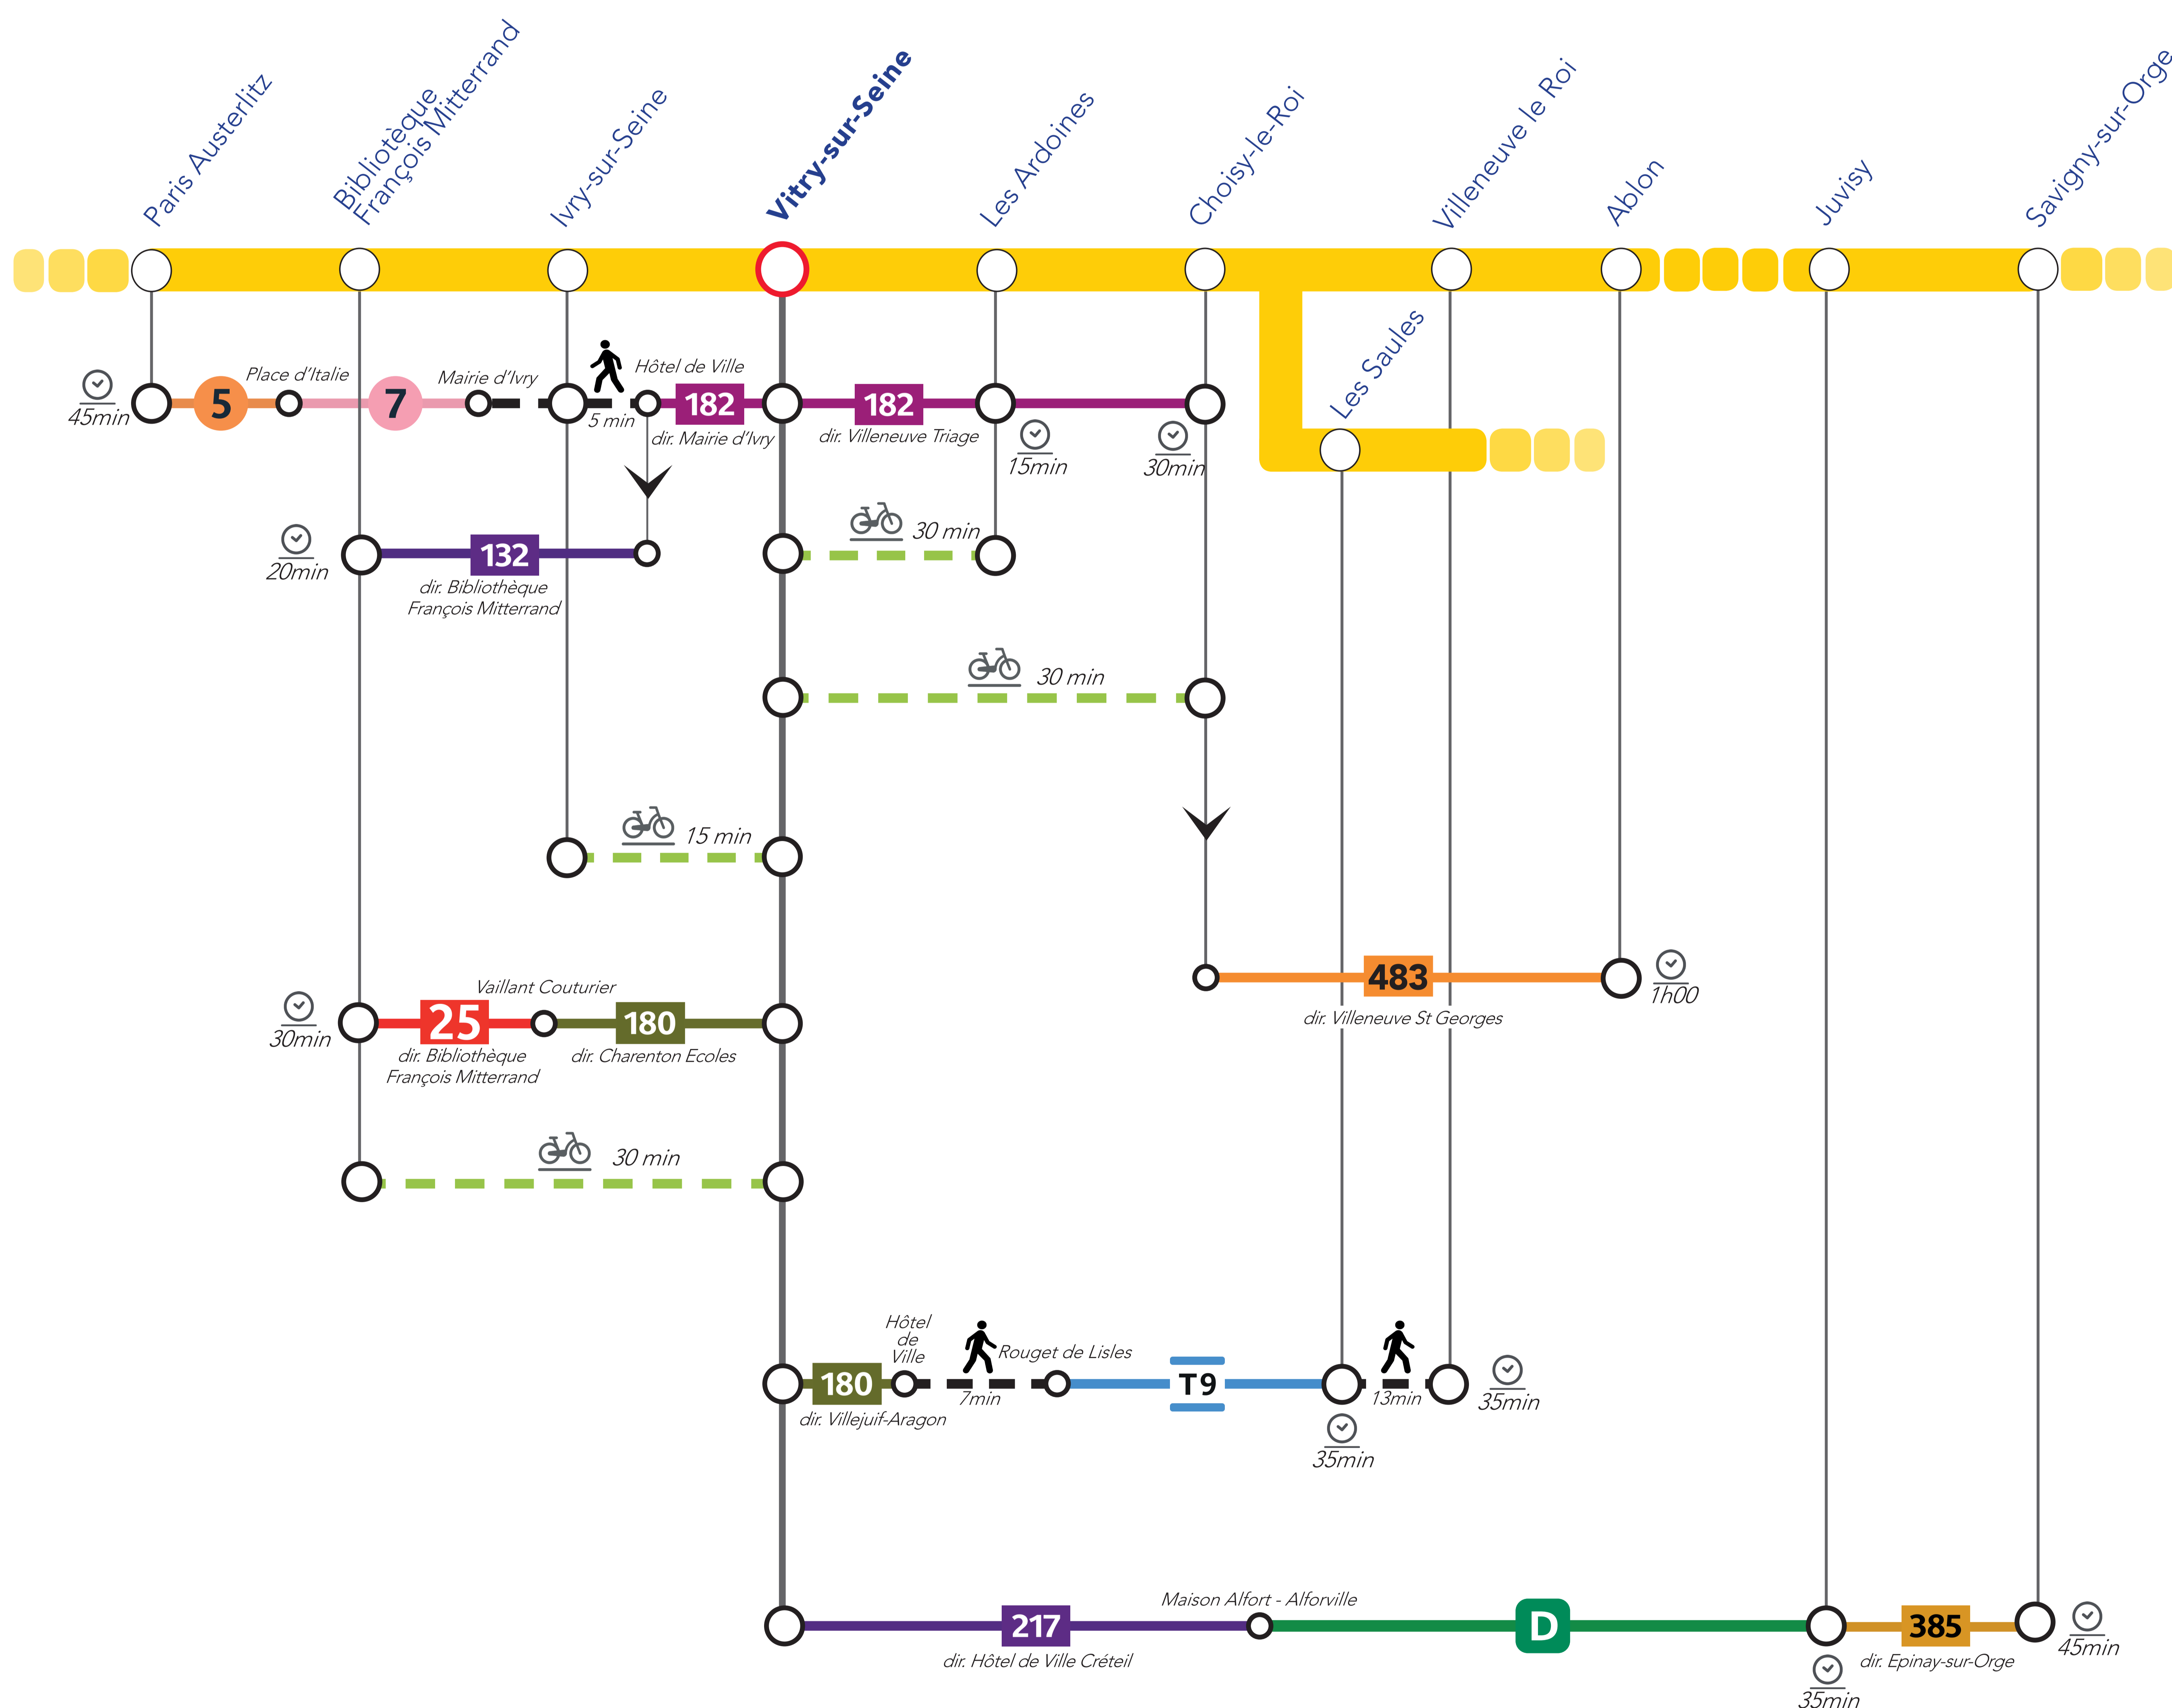 Paris Austerlitz
Bibliotèque
François Mitterrand
Ivry-sur-Seine
Vitry-sur-Seine
Les Ardoines
Choisy-le-Roi
Villeneuve le Roi
Ablon
Juvisy
Savigny-sur-Orge
Les Saules
45min
5
Place d'Italie
7
Mairie d'Ivry
5 min
Hôtel de Ville
182
dir. Mairie d'Ivry
182
dir. Villeneuve Triage
15min
30min
20min
132
dir. Bibliothèque
François Mitterrand
30 min
30 min
15 min
483
dir. Villeneuve St Georges
1h00
30min
25
dir. Bibliothèque
François Mitterrand
Vaillant Couturier
180
dir. Charenton Ecoles
30 min
180
dir. Villejuif-Aragon
Hôtel
de
Ville
7min
Rouget de Lisles
T9
35min
13min
35min
217
dir. Hôtel de Ville Créteil
Maison Alfort - Alforville
D
35min
385
dir. Epinay-sur-Orge
45min